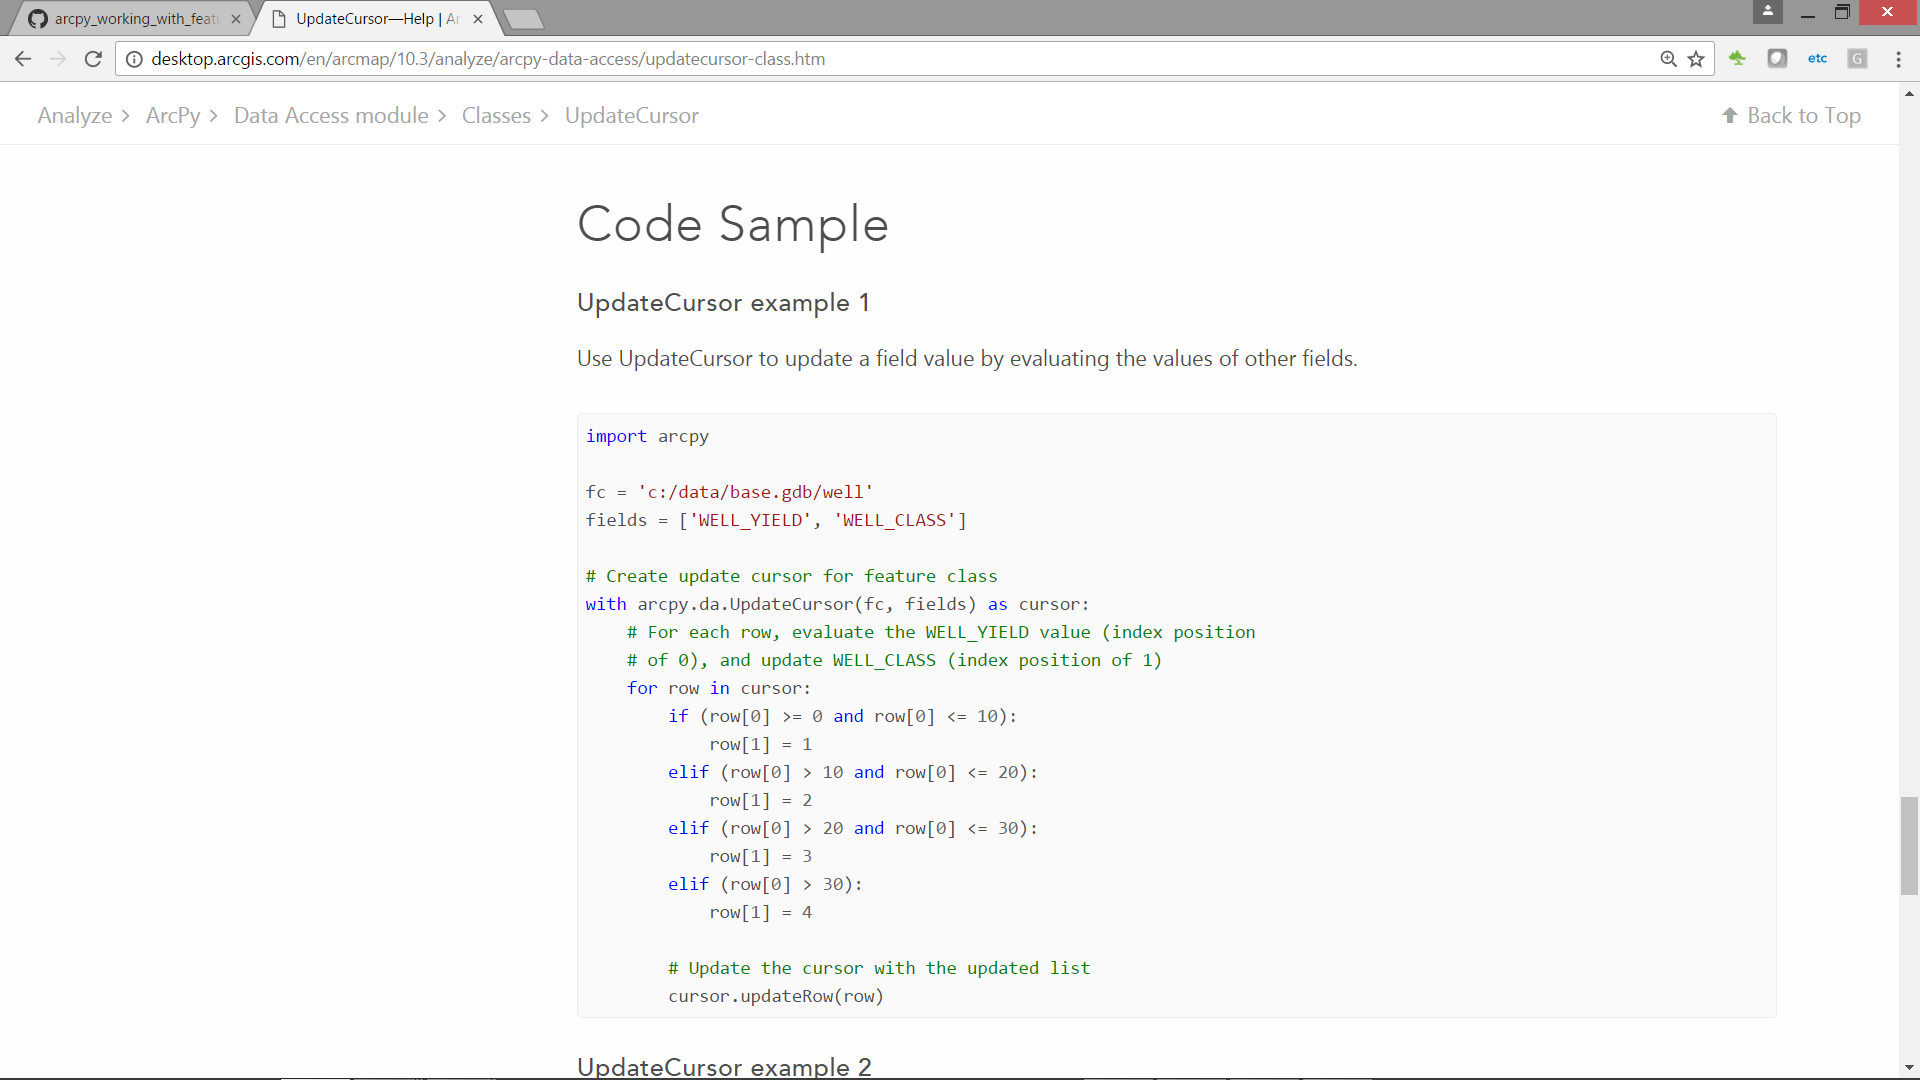 arcpy_working_with_feat
UpdateCursor—Help | Ar
desktop.arcgis.com/en/arcmap/10.3/analyze/arcpy-data-access/updatecursor-class.htm
etc
G
Analyze > ArcPy > Data Access module > Classes > UpdateCursor
Back to Top
Code Sample
UpdateCursor example 1
Use UpdateCursor to update a field value by evaluating the values of other fields.
import arcpy
fc = 'c:/data/base.gdb/well'
fields = ['WELL_YIELD', 'WELL_CLASS']
# Create update cursor for feature class
with arcpy.da.UpdateCursor(fc, fields) as cursor:
    # For each row, evaluate the WELL_YIELD value (index position
    # of 0), and update WELL_CLASS (index position of 1)
    for row in cursor:
        if (row[0] >= 0 and row[0] <= 10):
            row[1] = 1
        elif (row[0] > 10 and row[0] <= 20):
            row[1] = 2
        elif (row[0] > 20 and row[0] <= 30):
            row[1] = 3
        elif (row[0] > 30):
            row[1] = 4
        # Update the cursor with the updated list
        cursor.updateRow(row)
UpdateCursor example 2